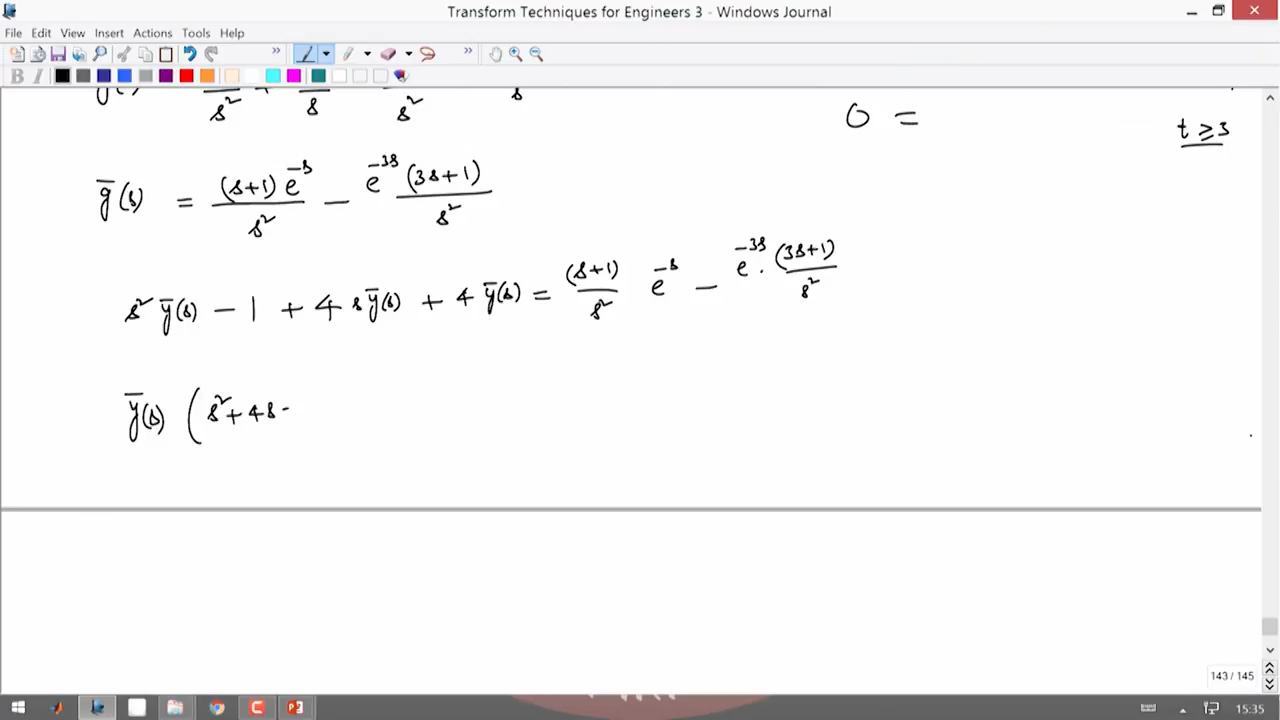 Transform Techniques for Engineers 3 - Windows Journal
File Edit View Insert Actions Tools Help
s² s s² s
0 =
t ≥ 3
ȳ(s) = (s+1) e^{-s} / s² − e^{-3s} (3s+1) / s²
s² ȳ(s) − 1 + 4 s ȳ(s) + 4 ȳ(s) = (s+1) / s² e^{-s} − e^{-3s} · (3s+1) / s²
ȳ(s) ( s² + 4s -
143 / 145
15:35